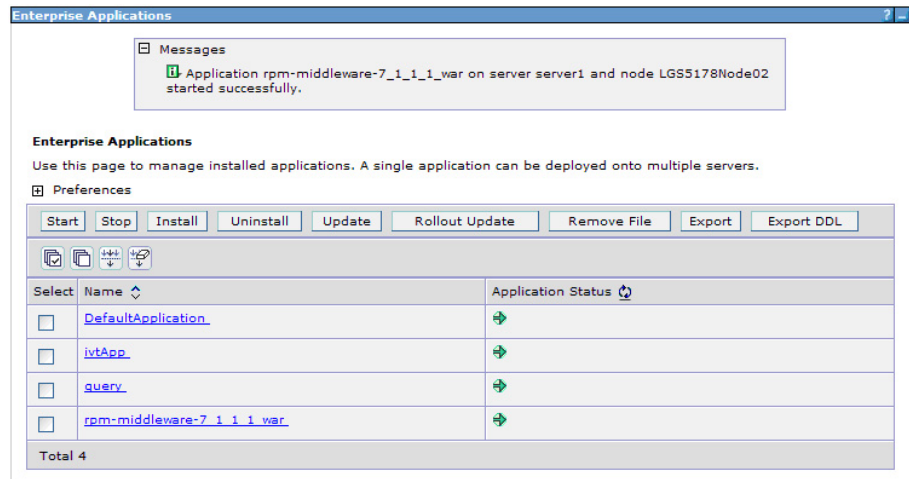 Enterprise Applications ? _
Messages
Application rpm-middleware-7_1_1_1_war on server server1 and node LGS5178Node02
started successfully.
Enterprise Applications
Use this page to manage installed applications. A single application can be deployed onto multiple servers.
Preferences
Start Stop Install Uninstall Update Rollout Update Remove File Export Export DDL
Select Name Application Status
DefaultApplication
ivtApp
query
rpm-middleware-7_1_1_1_war
Total 4